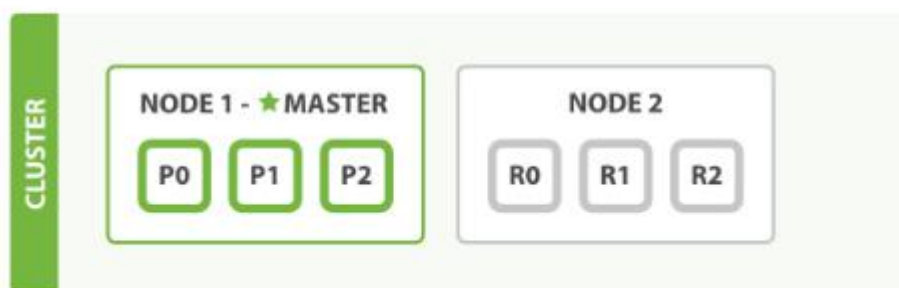 CLUSTER
NODE 1 - ★ MASTER
P0 P1 P2
NODE 2
R0 R1 R2